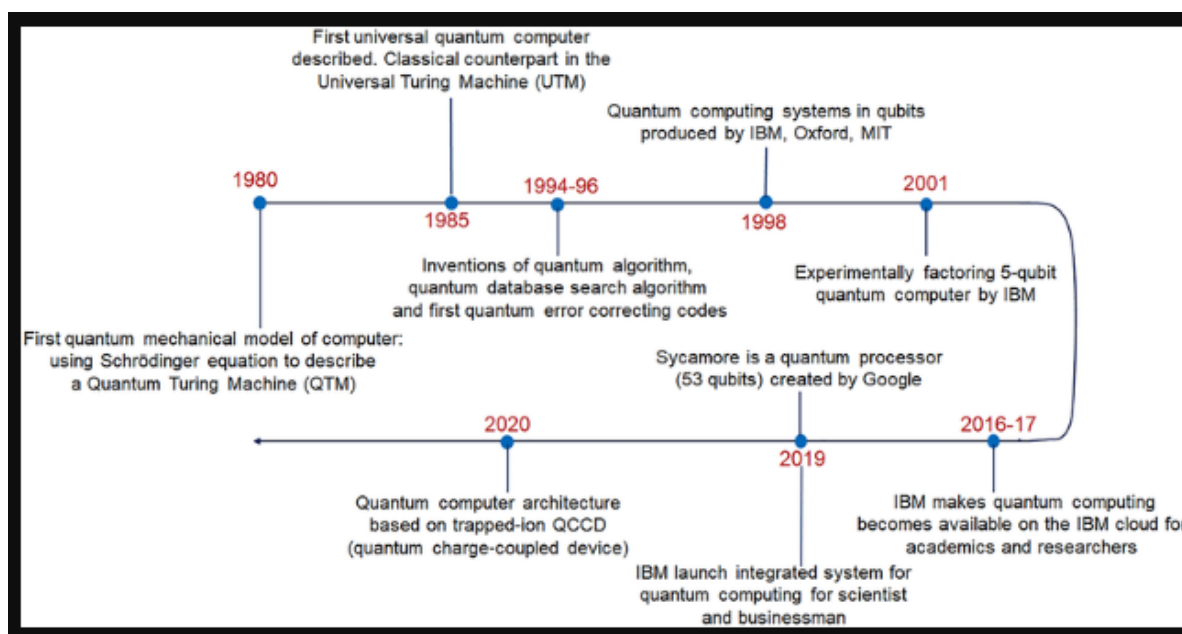 First universal quantum computer
described. Classical counterpart in the
Universal Turing Machine (UTM)
Quantum computing systems in qubits
produced by IBM, Oxford, MIT
1980
1994-96
2001
1985
1998
Inventions of quantum algorithm,
quantum database search algorithm
and first quantum error correcting codes
Experimentally factoring 5-qubit
quantum computer by IBM
First quantum mechanical model of computer:
using Schrödinger equation to describe
a Quantum Turing Machine (QTM)
Sycamore is a quantum processor
(53 qubits) created by Google
2020
2016-17
2019
Quantum computer architecture
based on trapped-ion QCCD
(quantum charge-coupled device)
IBM makes quantum computing
becomes available on the IBM cloud for
academics and researchers
IBM launch integrated system for
quantum computing for scientist
and businessman